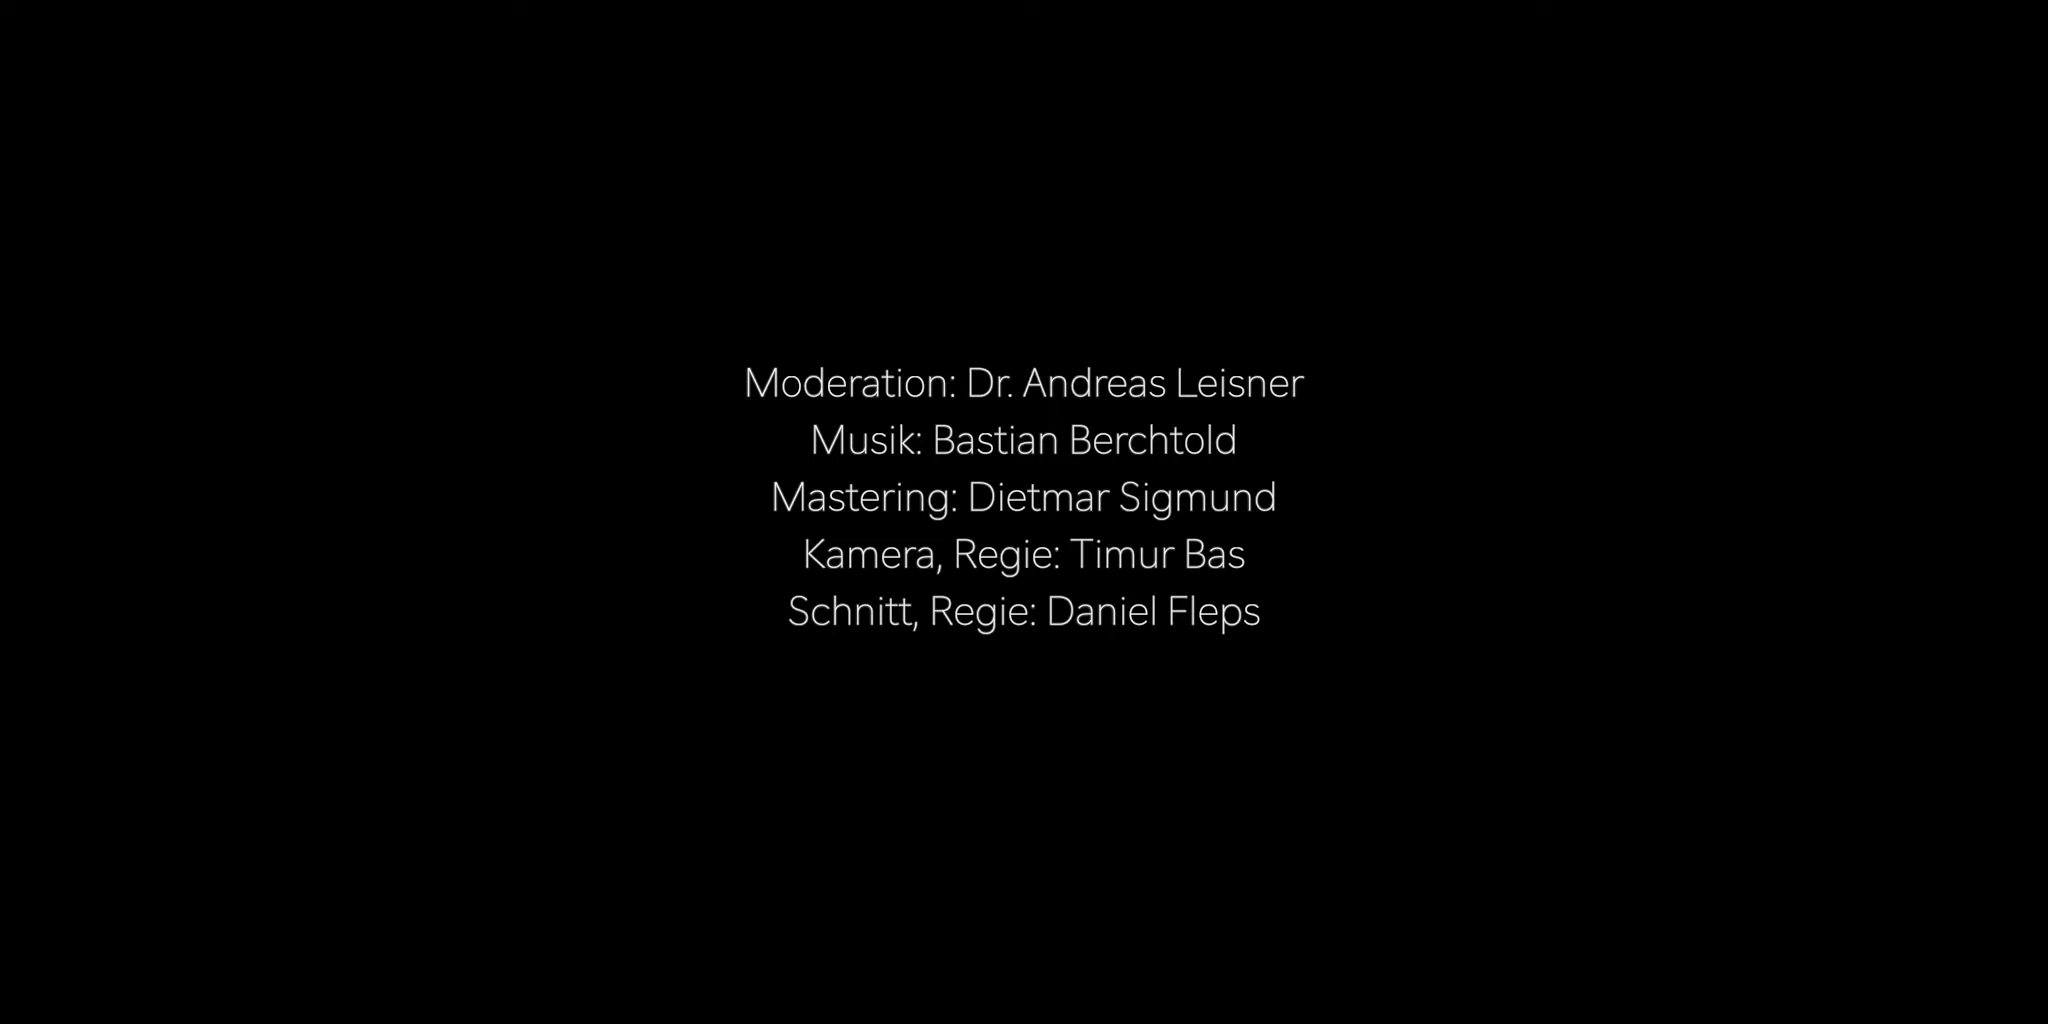 Moderation: Dr. Andreas Leisner
Musik: Bastian Berchtold
Mastering: Dietmar Sigmund
Kamera, Regie: Timur Bas
Schnitt, Regie: Daniel Fleps